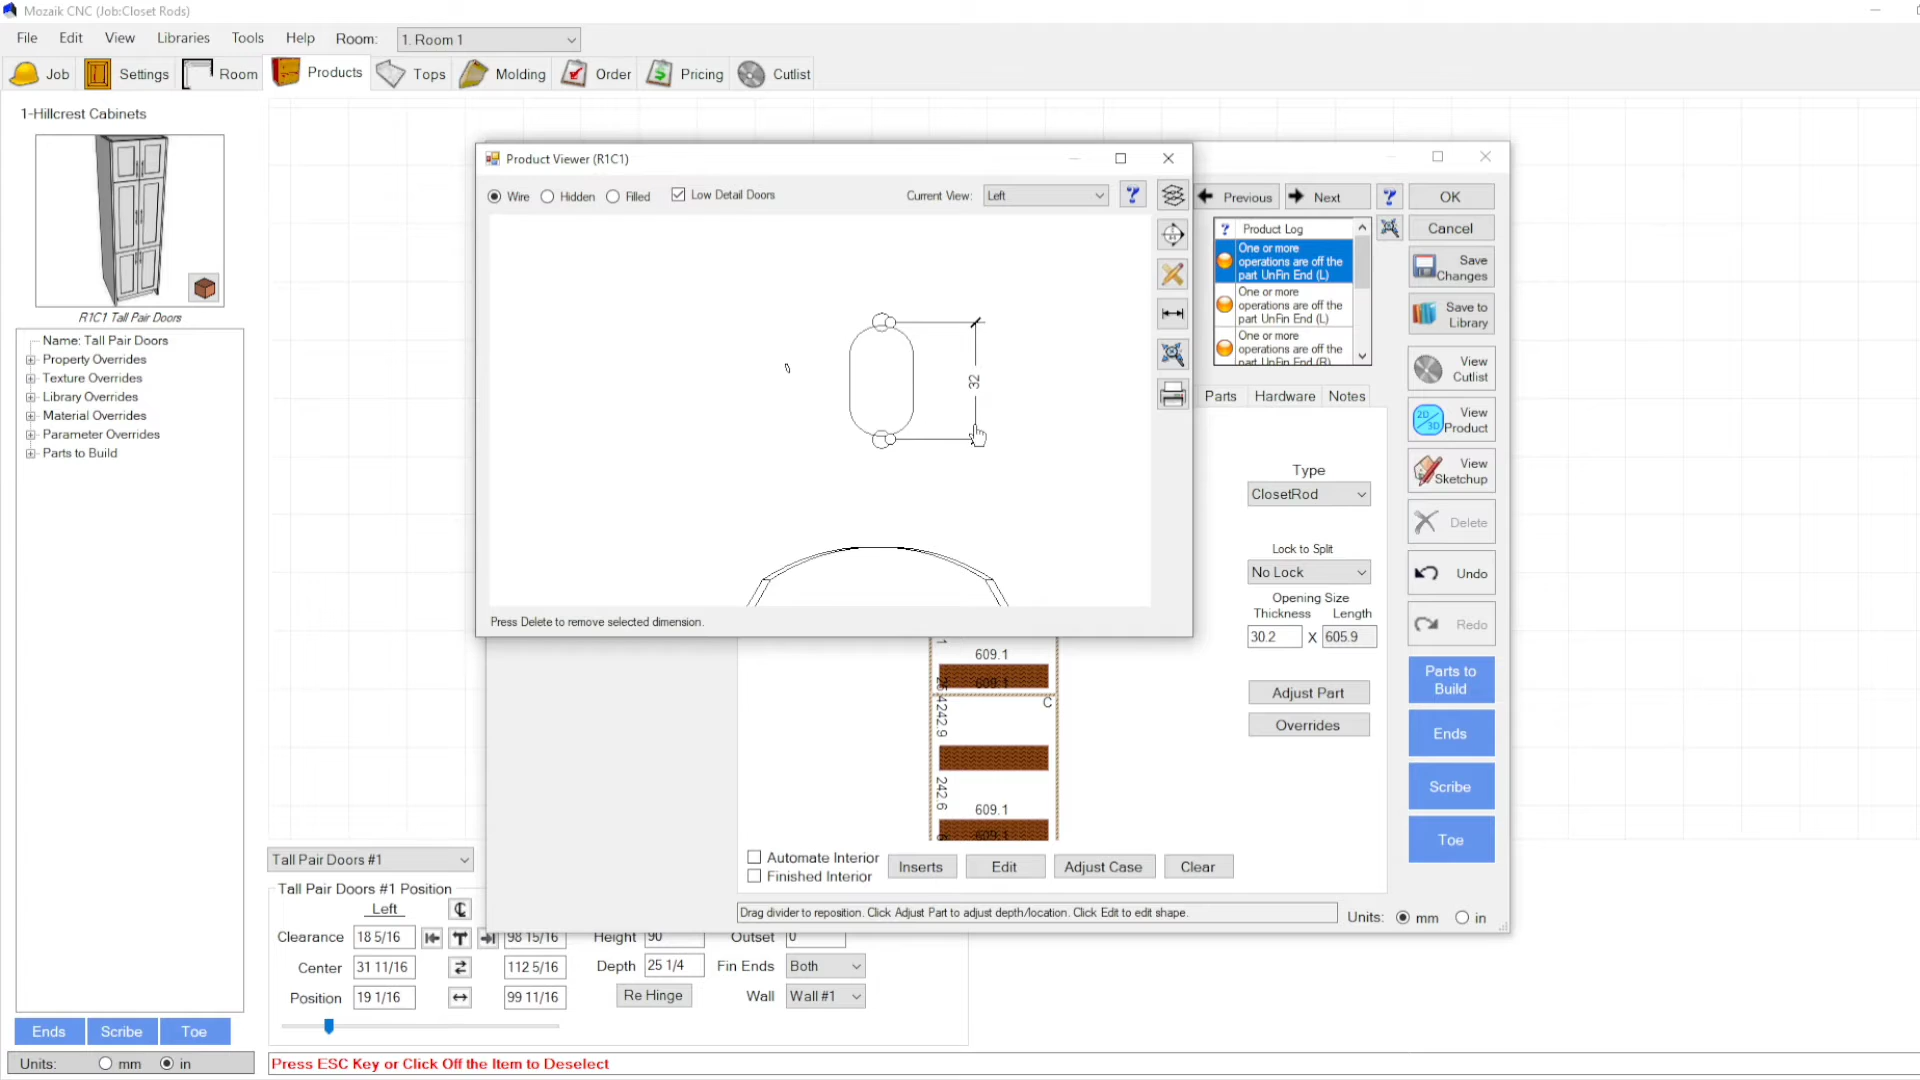 Mozaik CNC (Job:Closet Rods)
File Edit View Libraries Tools Help Room: 1. Room 1
Job Settings Room Products Tops Molding Order Pricing Cutlist
1-Hillcrest Cabinets
R1C1 Tall Pair Doors
Name: Tall Pair Doors
Property Overrides
Texture Overrides
Library Overrides
Material Overrides
Parameter Overrides
Parts to Build
Ends Scribe Toe
Units: mm in
Product Viewer (R1C1)
Wire Hidden Filled Low Detail Doors Current View: Left ?
32
Press Delete to remove selected dimension.
Previous Next ? OK
? Product Log
One or more
operations are off the
part UnFin End (L)
One or more
operations are off the
part UnFin End (L)
One or more
operations are off the
part UnFin End (R)
Cancel
Save
Changes
Save to
Library
View
Cutlist
2D/3D
View
Product
View
Sketchup
Delete
Undo
Redo
Parts to
Build
Ends
Scribe
Toe
Parts Hardware Notes
Type
ClosetRod
Lock to Split
No Lock
Opening Size
Thickness Length
30.2 X 605.9
Adjust Part
Overrides
609.1
609.1
C
242.9
242.6
609.1
609.1
Automate Interior
Finished Interior
Inserts Edit Adjust Case Clear
Drag divider to reposition. Click Adjust Part to adjust depth/location. Click Edit to edit shape.
Units: mm in
Tall Pair Doors #1
Tall Pair Doors #1 Position
Left
Clearance 18 5/16 98 15/16 Height 90 Outset 0
Center 31 11/16 112 5/16 Depth 25 1/4 Fin Ends Both
Position 19 1/16 99 11/16 Re Hinge Wall Wall #1
Press ESC Key or Click Off the Item to Deselect